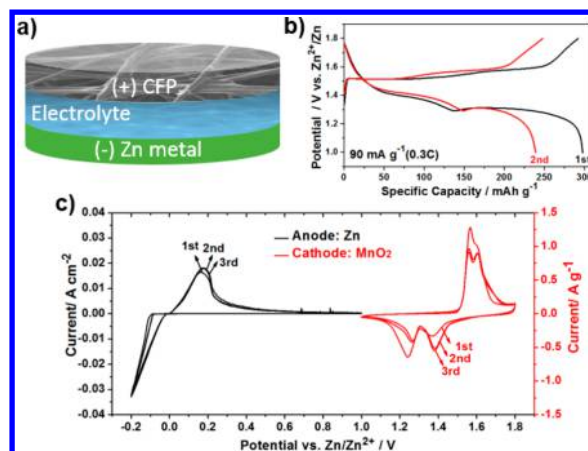 a)
(+) CFP
Electrolyte
(-) Zn metal
b)
Potential / V vs. Zn²⁺/Zn
1.8
1.6
1.4
1.2
1.0
90 mA g⁻¹(0.3C)
2nd
1st
0 50 100 150 200 250 300
Specific Capacity / mAh g⁻¹
c)
Current/ A cm⁻²
0.04
0.03
0.02
0.01
0.00
-0.01
-0.02
-0.03
-0.04
1st 2nd
3rd
Anode: Zn
Cathode: MnO₂
1st
2nd
3rd
1.5
1.0
0.5
0.0
-0.5
-1.0
-1.5
Current/ A g⁻¹
-0.2 0.0 0.2 0.4 0.6 0.8 1.0 1.2 1.4 1.6 1.8
Potential vs. Zn/Zn²⁺ / V